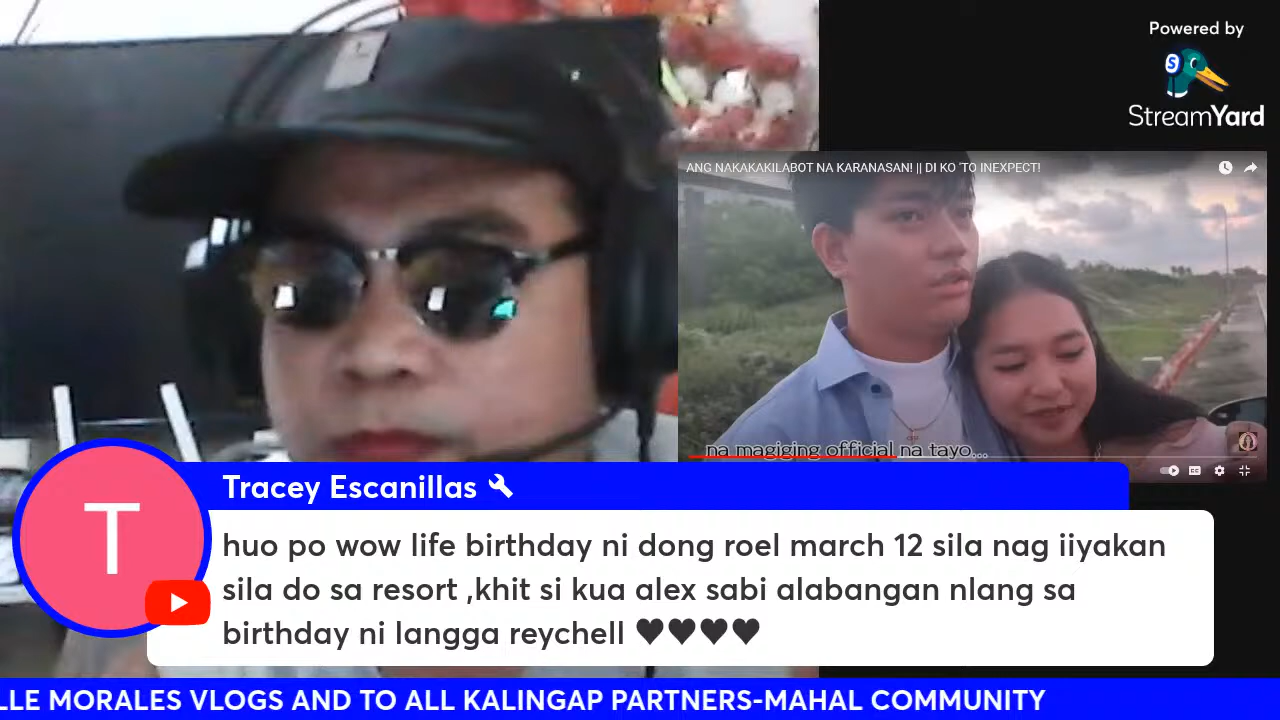 Powered by
S
StreamYard
ANG NAKAKAKILABOT NA KARANASAN! || DI KO 'TO INEXPECT!
na magiging official na tayo...
T
Tracey Escanillas
huo po wow life birthday ni dong roel march 12 sila nag iiyakan
sila do sa resort ,khit si kua alex sabi alabangan nlang sa
birthday ni langga reychell ♥♥♥♥
LLE MORALES VLOGS AND TO ALL KALINGAP PARTNERS-MAHAL COMMUNITY